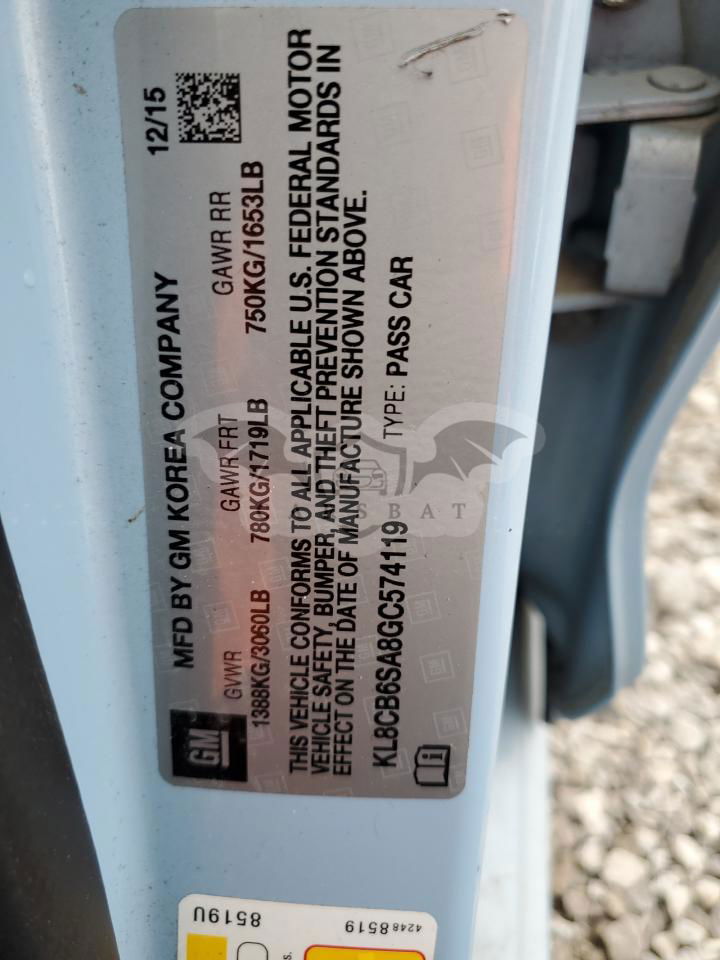 MFD BY GM KOREA COMPANY 12/15
GVWR GAWR FRT GAWR RR
1388KG/3060LB 780KG/1719LB 750KG/1653LB
THIS VEHICLE CONFORMS TO ALL APPLICABLE U.S. FEDERAL MOTOR
VEHICLE SAFETY, BUMPER, AND THEFT PREVENTION STANDARDS IN
EFFECT ON THE DATE OF MANUFACTURE SHOWN ABOVE.
KL8CB6SA8GC574119 TYPE: PASS CAR
GM
8519U
42488519